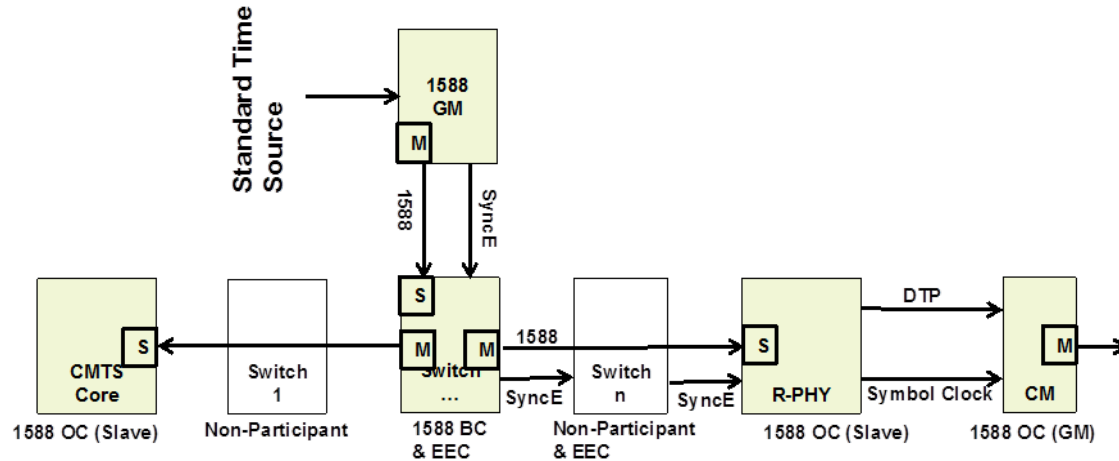 Standard Time
Source
1588
GM
M
1588
SyncE
S
S
M
M
1588
S
DTP
M
CMTS
Core
Switch
1
Switch
...
SyncE
Switch
n
SyncE
R-PHY
Symbol Clock
CM
1588 OC (Slave)
Non-Participant
1588 BC
& EEC
Non-Participant
& EEC
1588 OC (Slave)
1588 OC (GM)